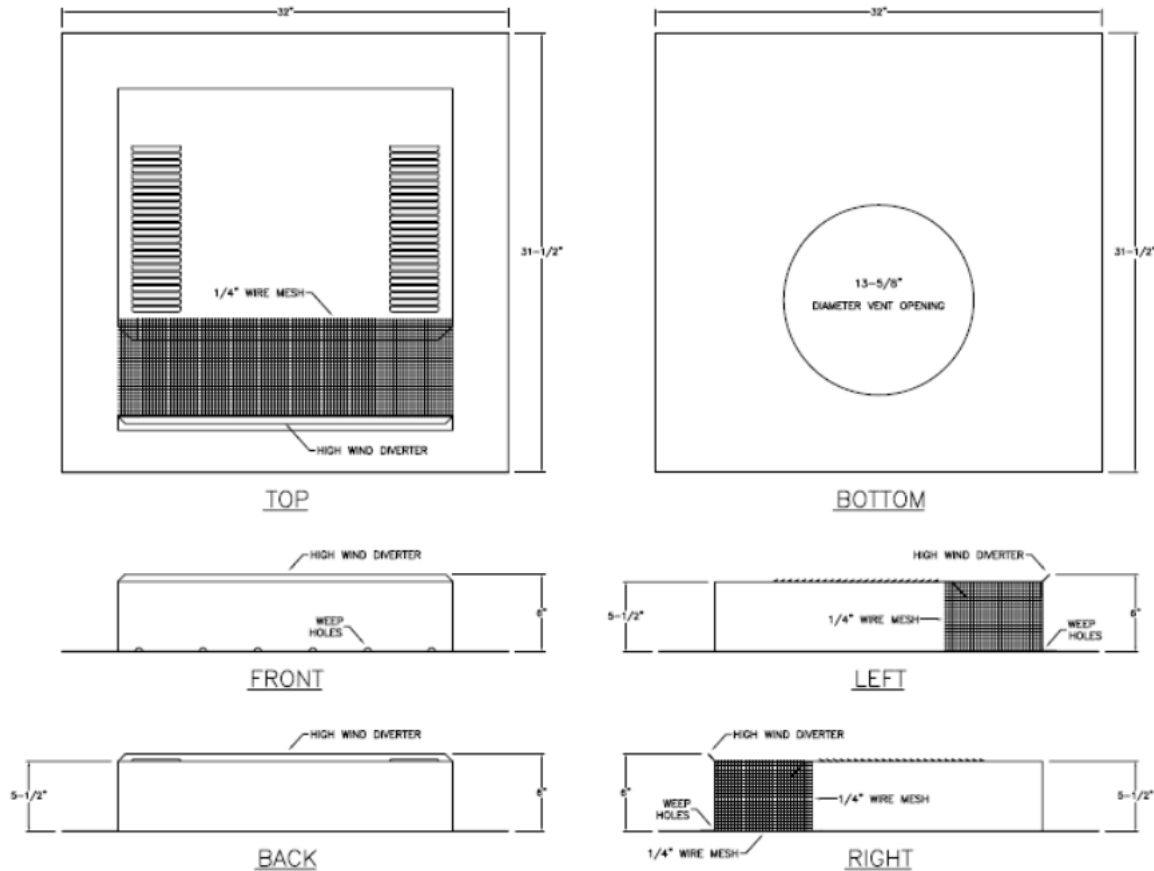 32"
32"
31-1/2"
31-1/2"
1/4" WIRE MESH
13-5/8"
DIAMETER VENT OPENING
HIGH WIND DIVERTER
TOP
BOTTOM
HIGH WIND DIVERTER
WEEP
HOLES
6"
FRONT
HIGH WIND DIVERTER
5-1/2"
1/4" WIRE MESH
WEEP
HOLES
6"
LEFT
HIGH WIND DIVERTER
5-1/2"
6"
BACK
HIGH WIND DIVERTER
6"
WEEP
HOLES
1/4" WIRE MESH
1/4" WIRE MESH
5-1/2"
RIGHT